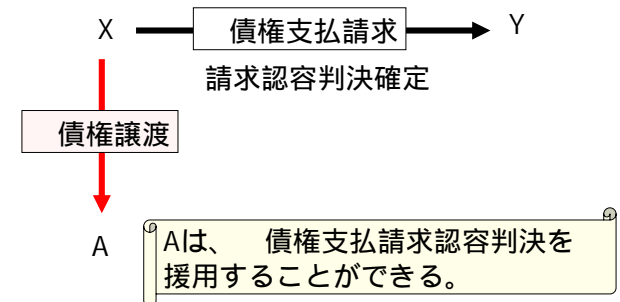 X 債権支払請求 Y
請求認容判決確定
債権譲渡
A
Aは、 債権支払請求認容判決を
援用することができる。